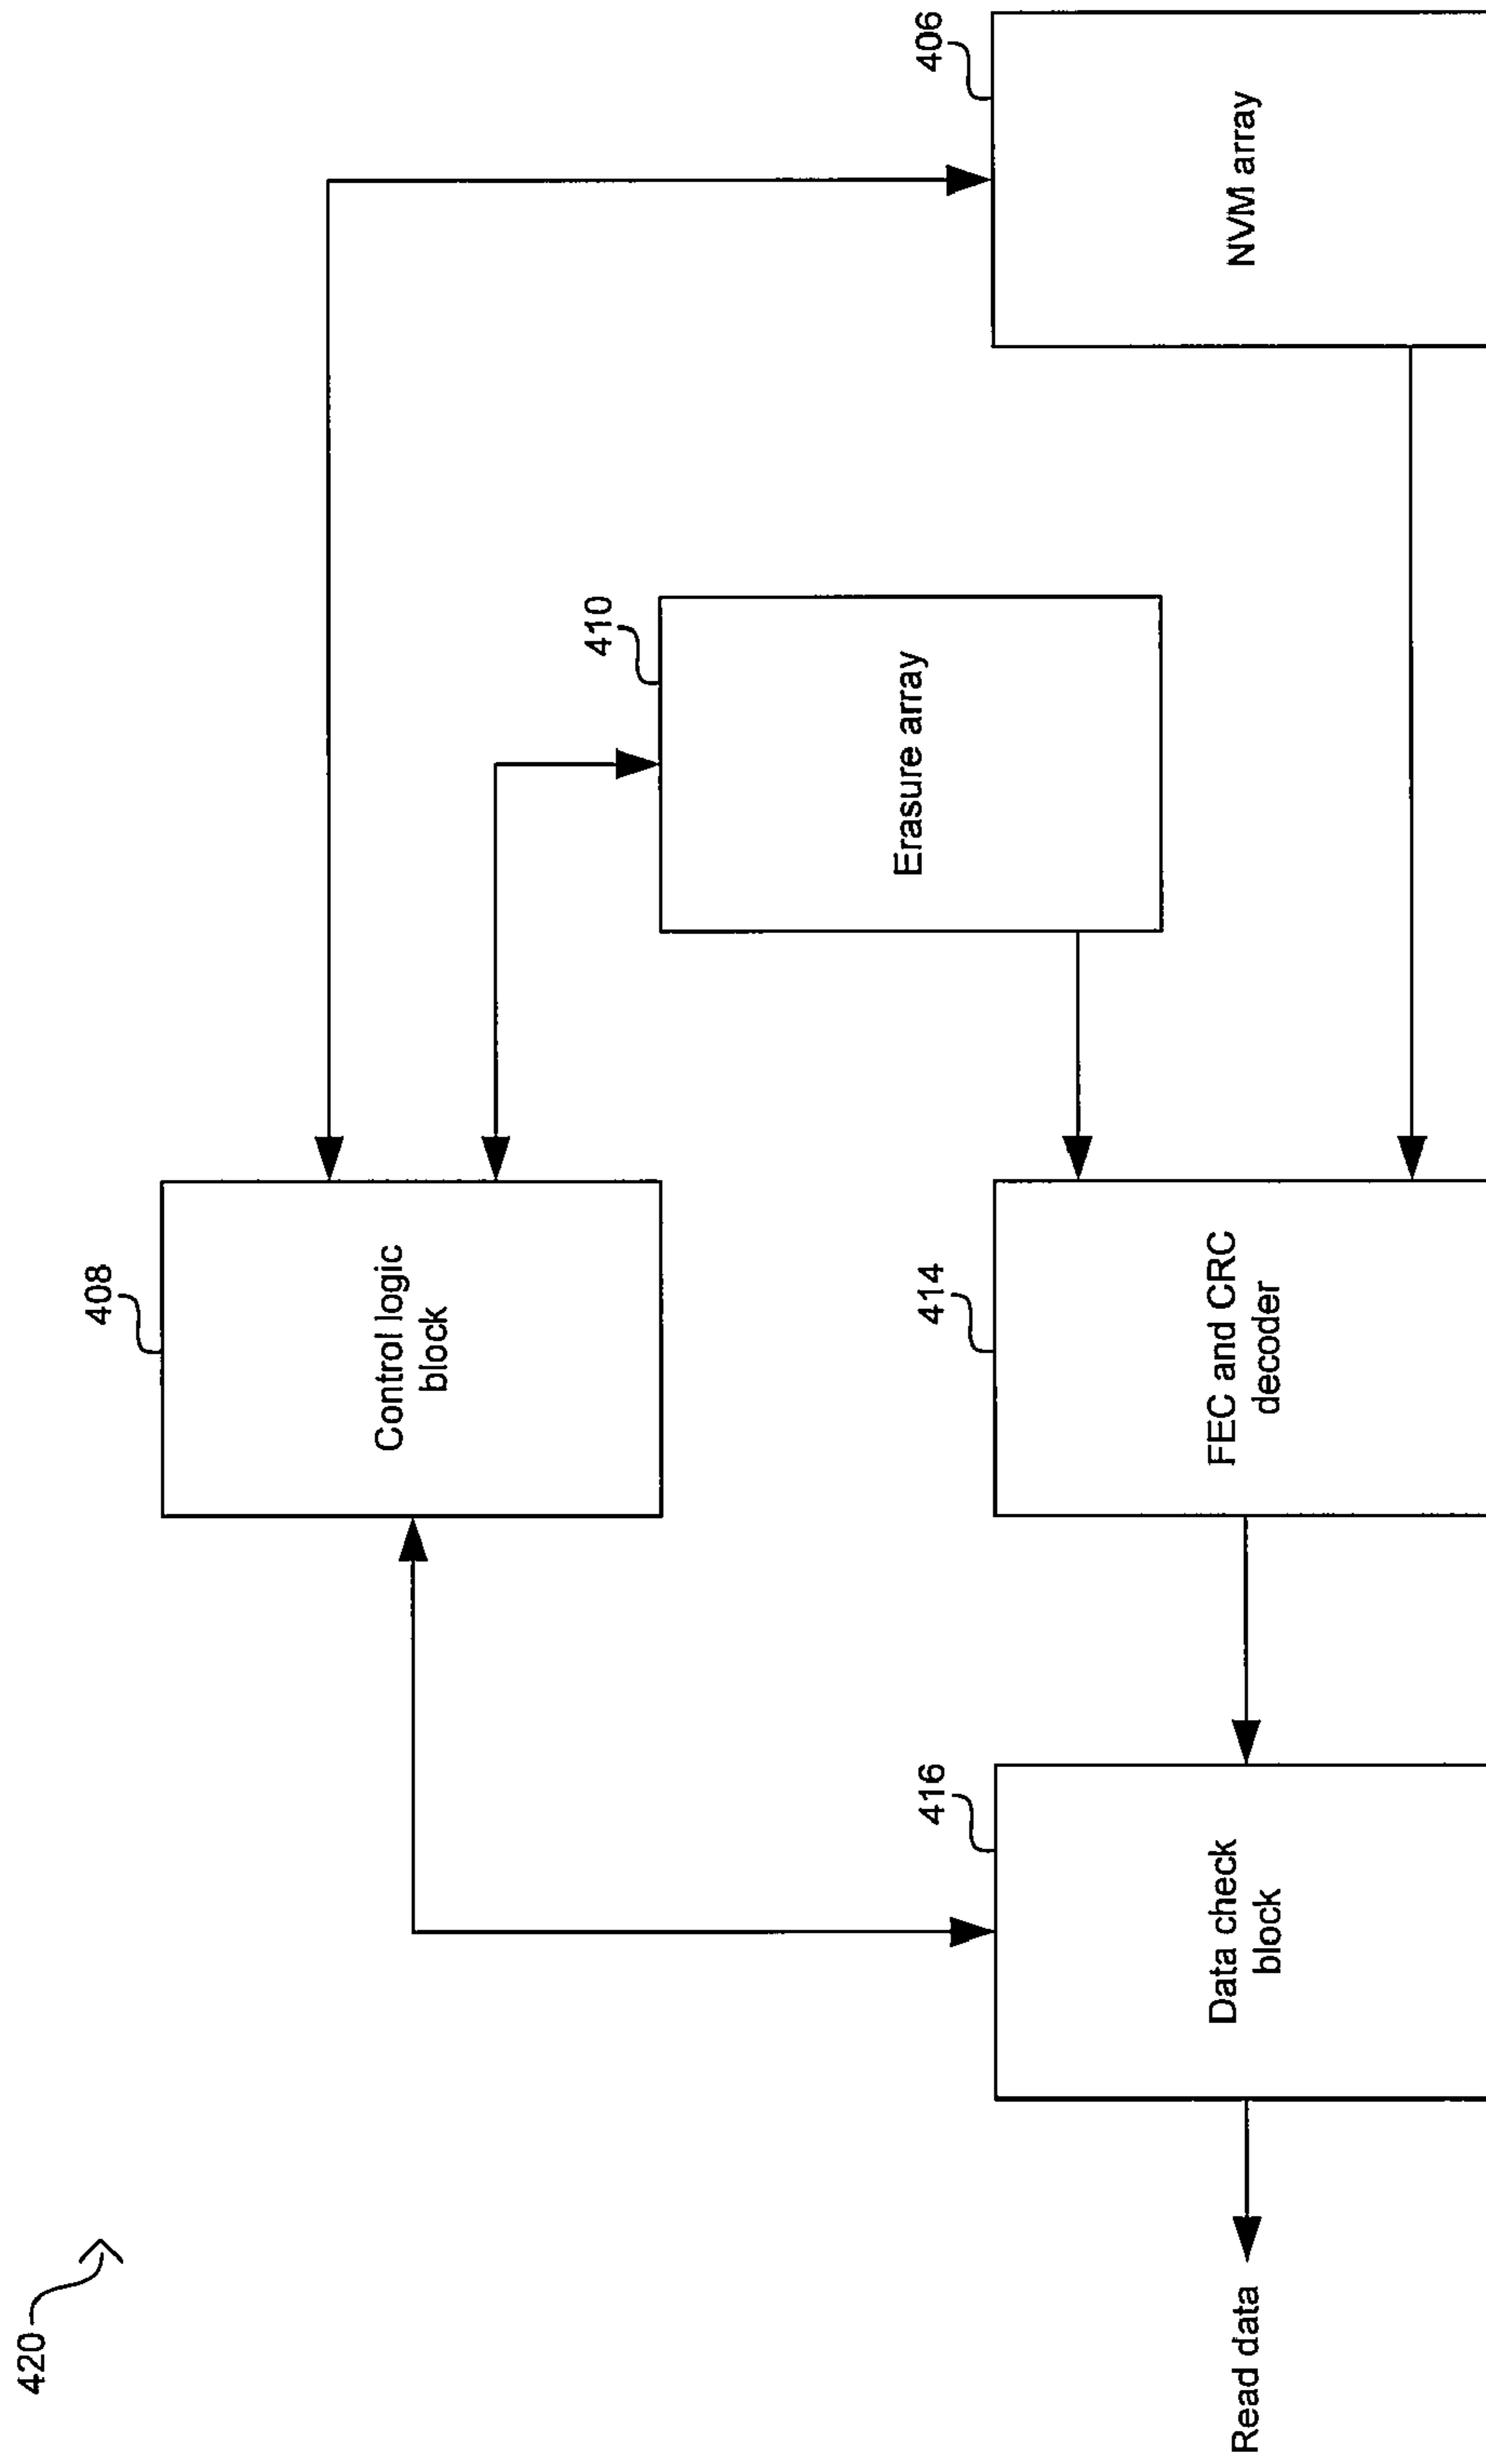 420
408
Control logic
block
410
Erasure array
406
NVM array
416
Data check
block
414
FEC and CRC
decoder
Read data